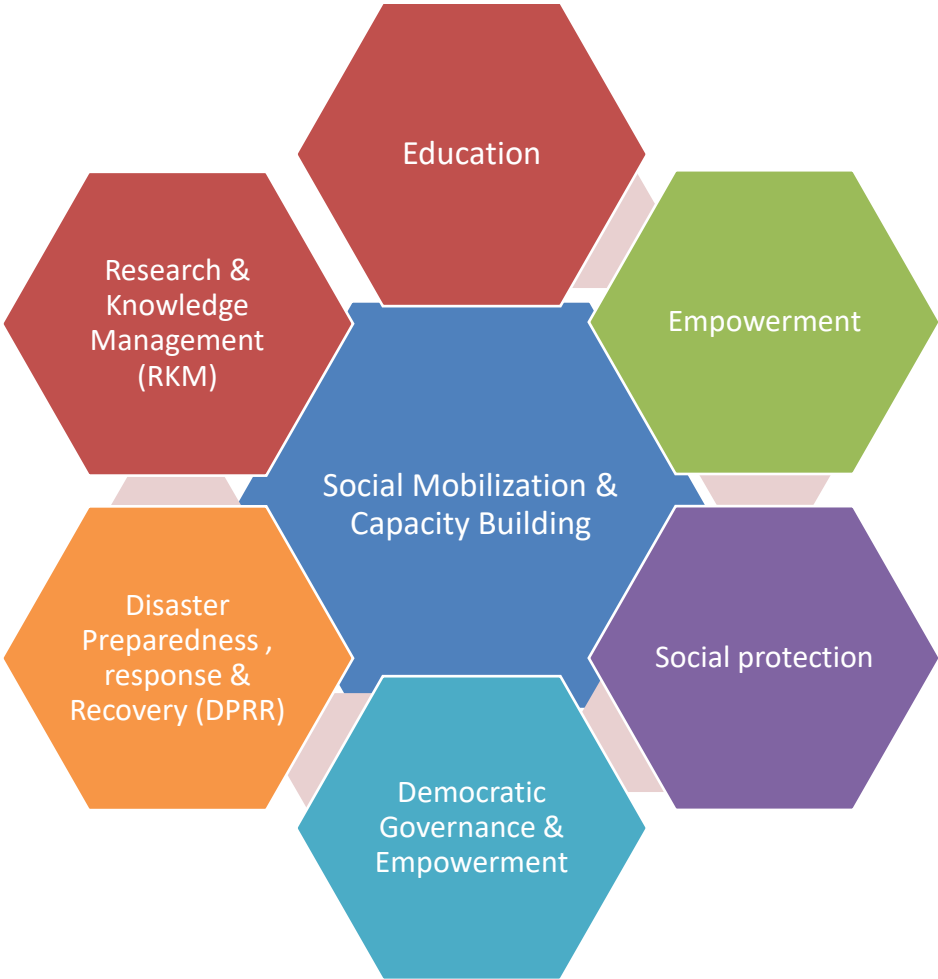 Education
Empowerment
Social protection
Democratic
Governance &
Empowerment
Disaster
Preparedness ,
response &
Recovery (DPRR)
Research &
Knowledge
Management
(RKM)
Social Mobilization &
Capacity Building